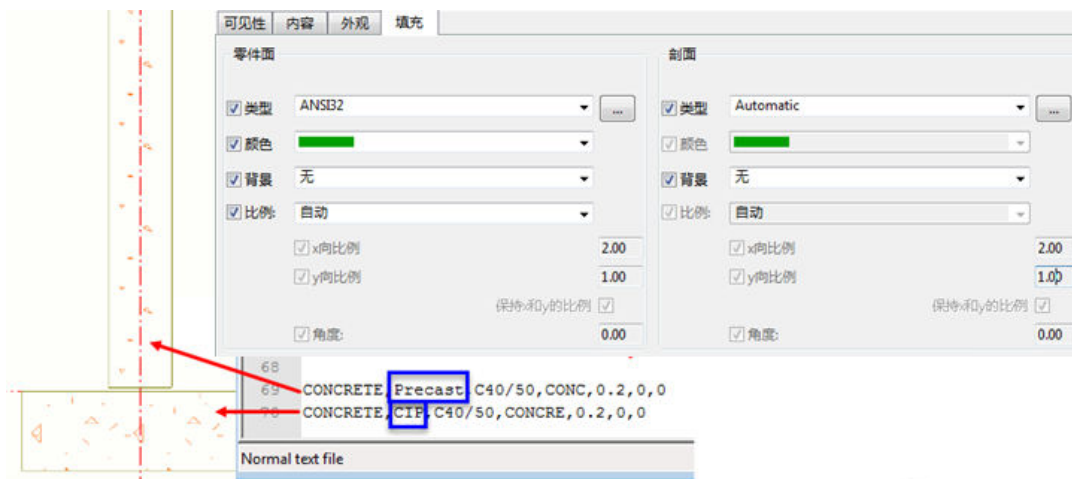 可见性 内容 外观 填充
零件面 剖面
类型 ANSI32 ... 类型 Automatic ...
颜色 颜色
背景 无 背景 无
比例: 自动 比例: 自动
x向比例 2.00 x向比例 2.00
y向比例 1.00 y向比例 1.00
保持x和y的比例 保持x和y的比例
角度: 0.00 角度: 0.00
68
69 CONCRETE,Precast,C40/50,CONC,0.2,0,0
70 CONCRETE,CIP,C40/50,CONCRE,0.2,0,0
Normal text file